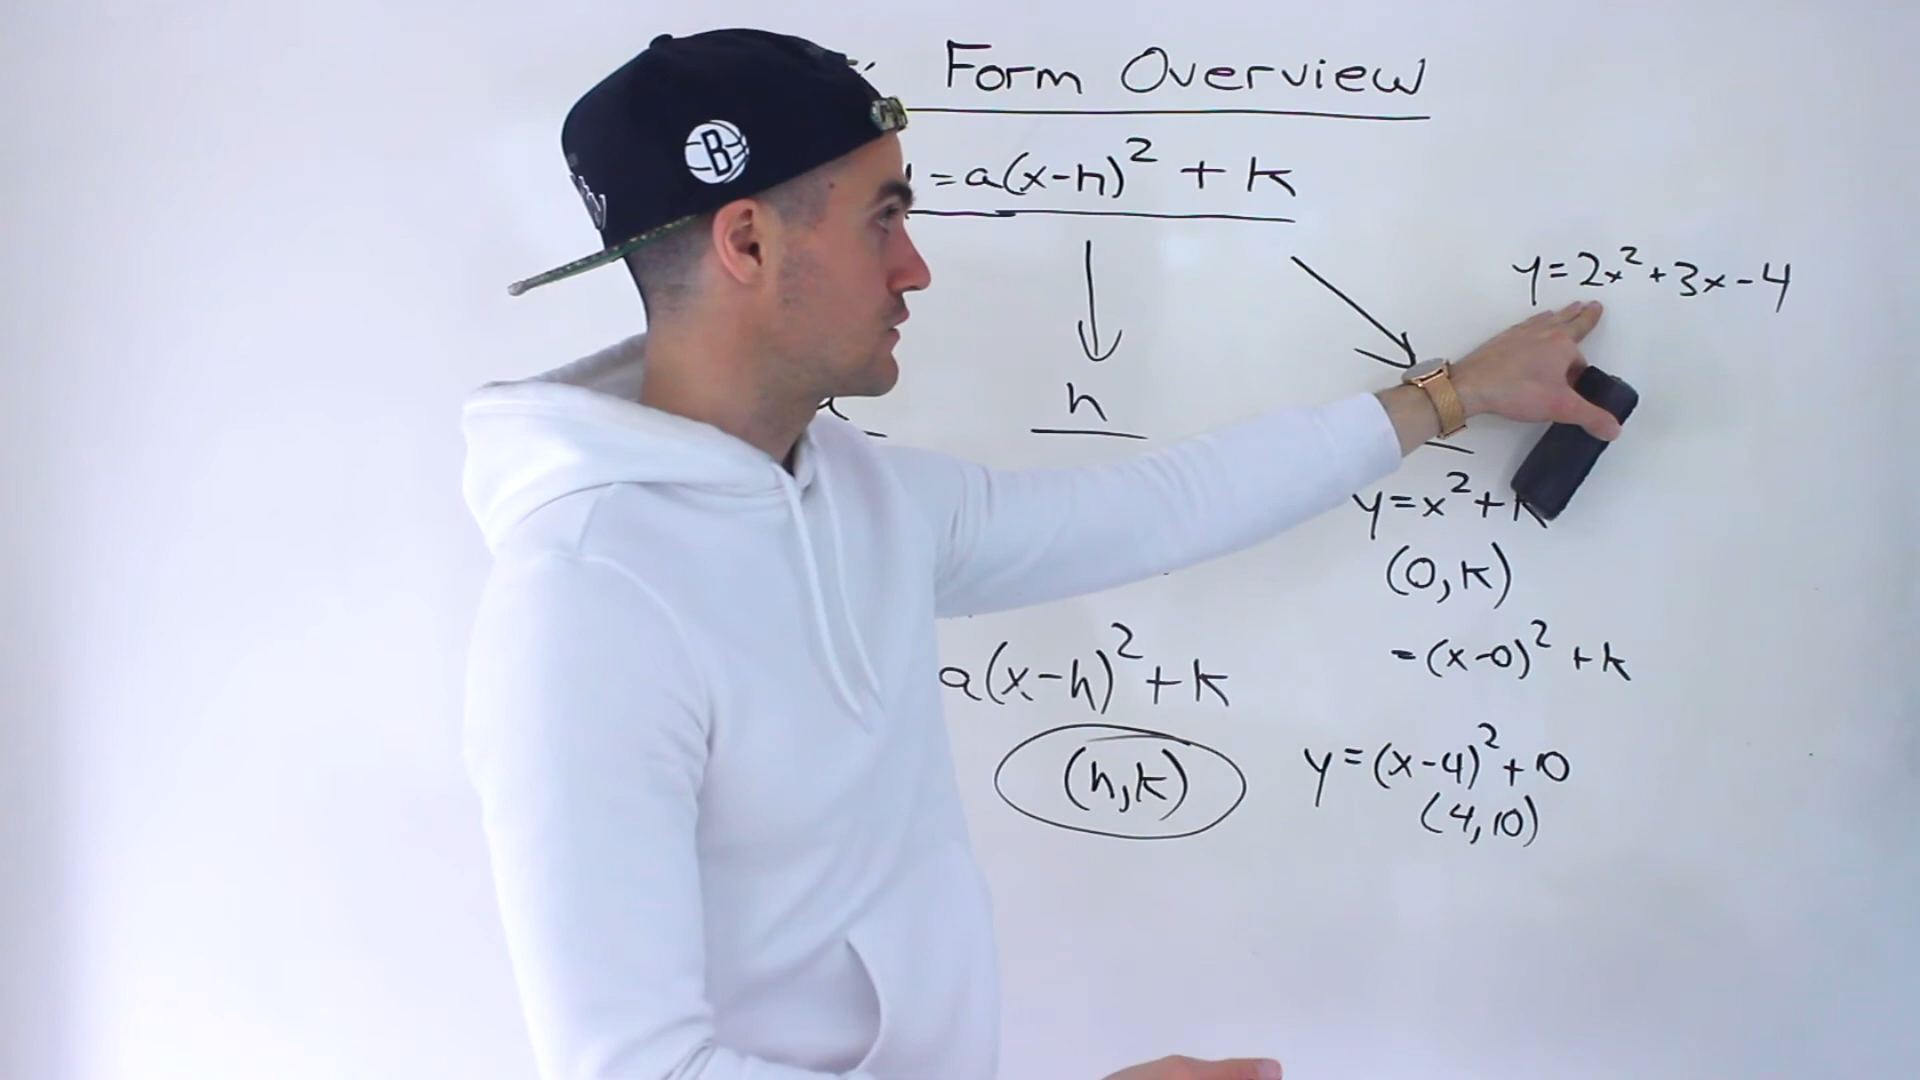 Form Overview
=a(x-h)² + k
y=2x²+3x-4
h
y=x²+k
(0,k)
=(x-0)² +k
a(x-h)²+k
(h,k)
y=(x-4)²+10
(4,10)
B